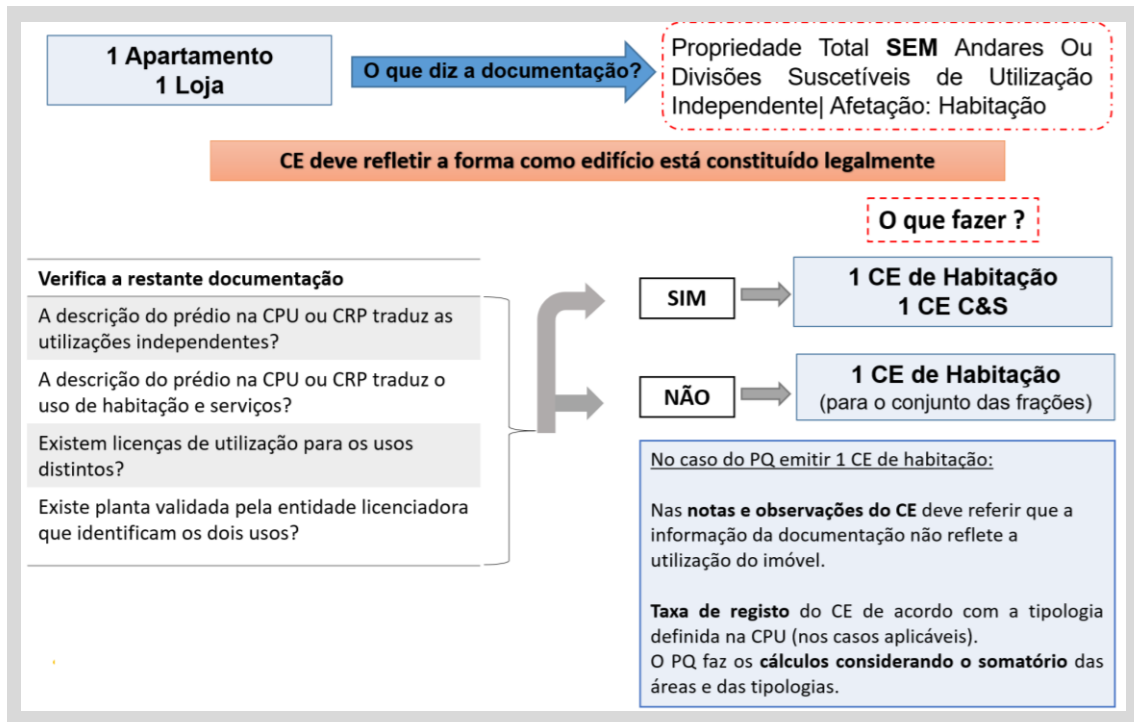 1 Apartamento
1 Loja
O que diz a documentação?
Propriedade Total SEM Andares Ou
Divisões Suscetíveis de Utilização
Independente| Afetação: Habitação
CE deve refletir a forma como edifício está constituído legalmente
O que fazer ?
Verifica a restante documentação
A descrição do prédio na CPU ou CRP traduz as
utilizações independentes?
A descrição do prédio na CPU ou CRP traduz o
uso de habitação e serviços?
Existem licenças de utilização para os usos
distintos?
Existe planta validada pela entidade licenciadora
que identificam os dois usos?
SIM
1 CE de Habitação
1 CE C&S
NÃO
1 CE de Habitação
(para o conjunto das frações)
No caso do PQ emitir 1 CE de habitação:
Nas notas e observações do CE deve referir que a
informação da documentação não reflete a
utilização do imóvel.
Taxa de registo do CE de acordo com a tipologia
definida na CPU (nos casos aplicáveis).
O PQ faz os cálculos considerando o somatório das
áreas e das tipologias.